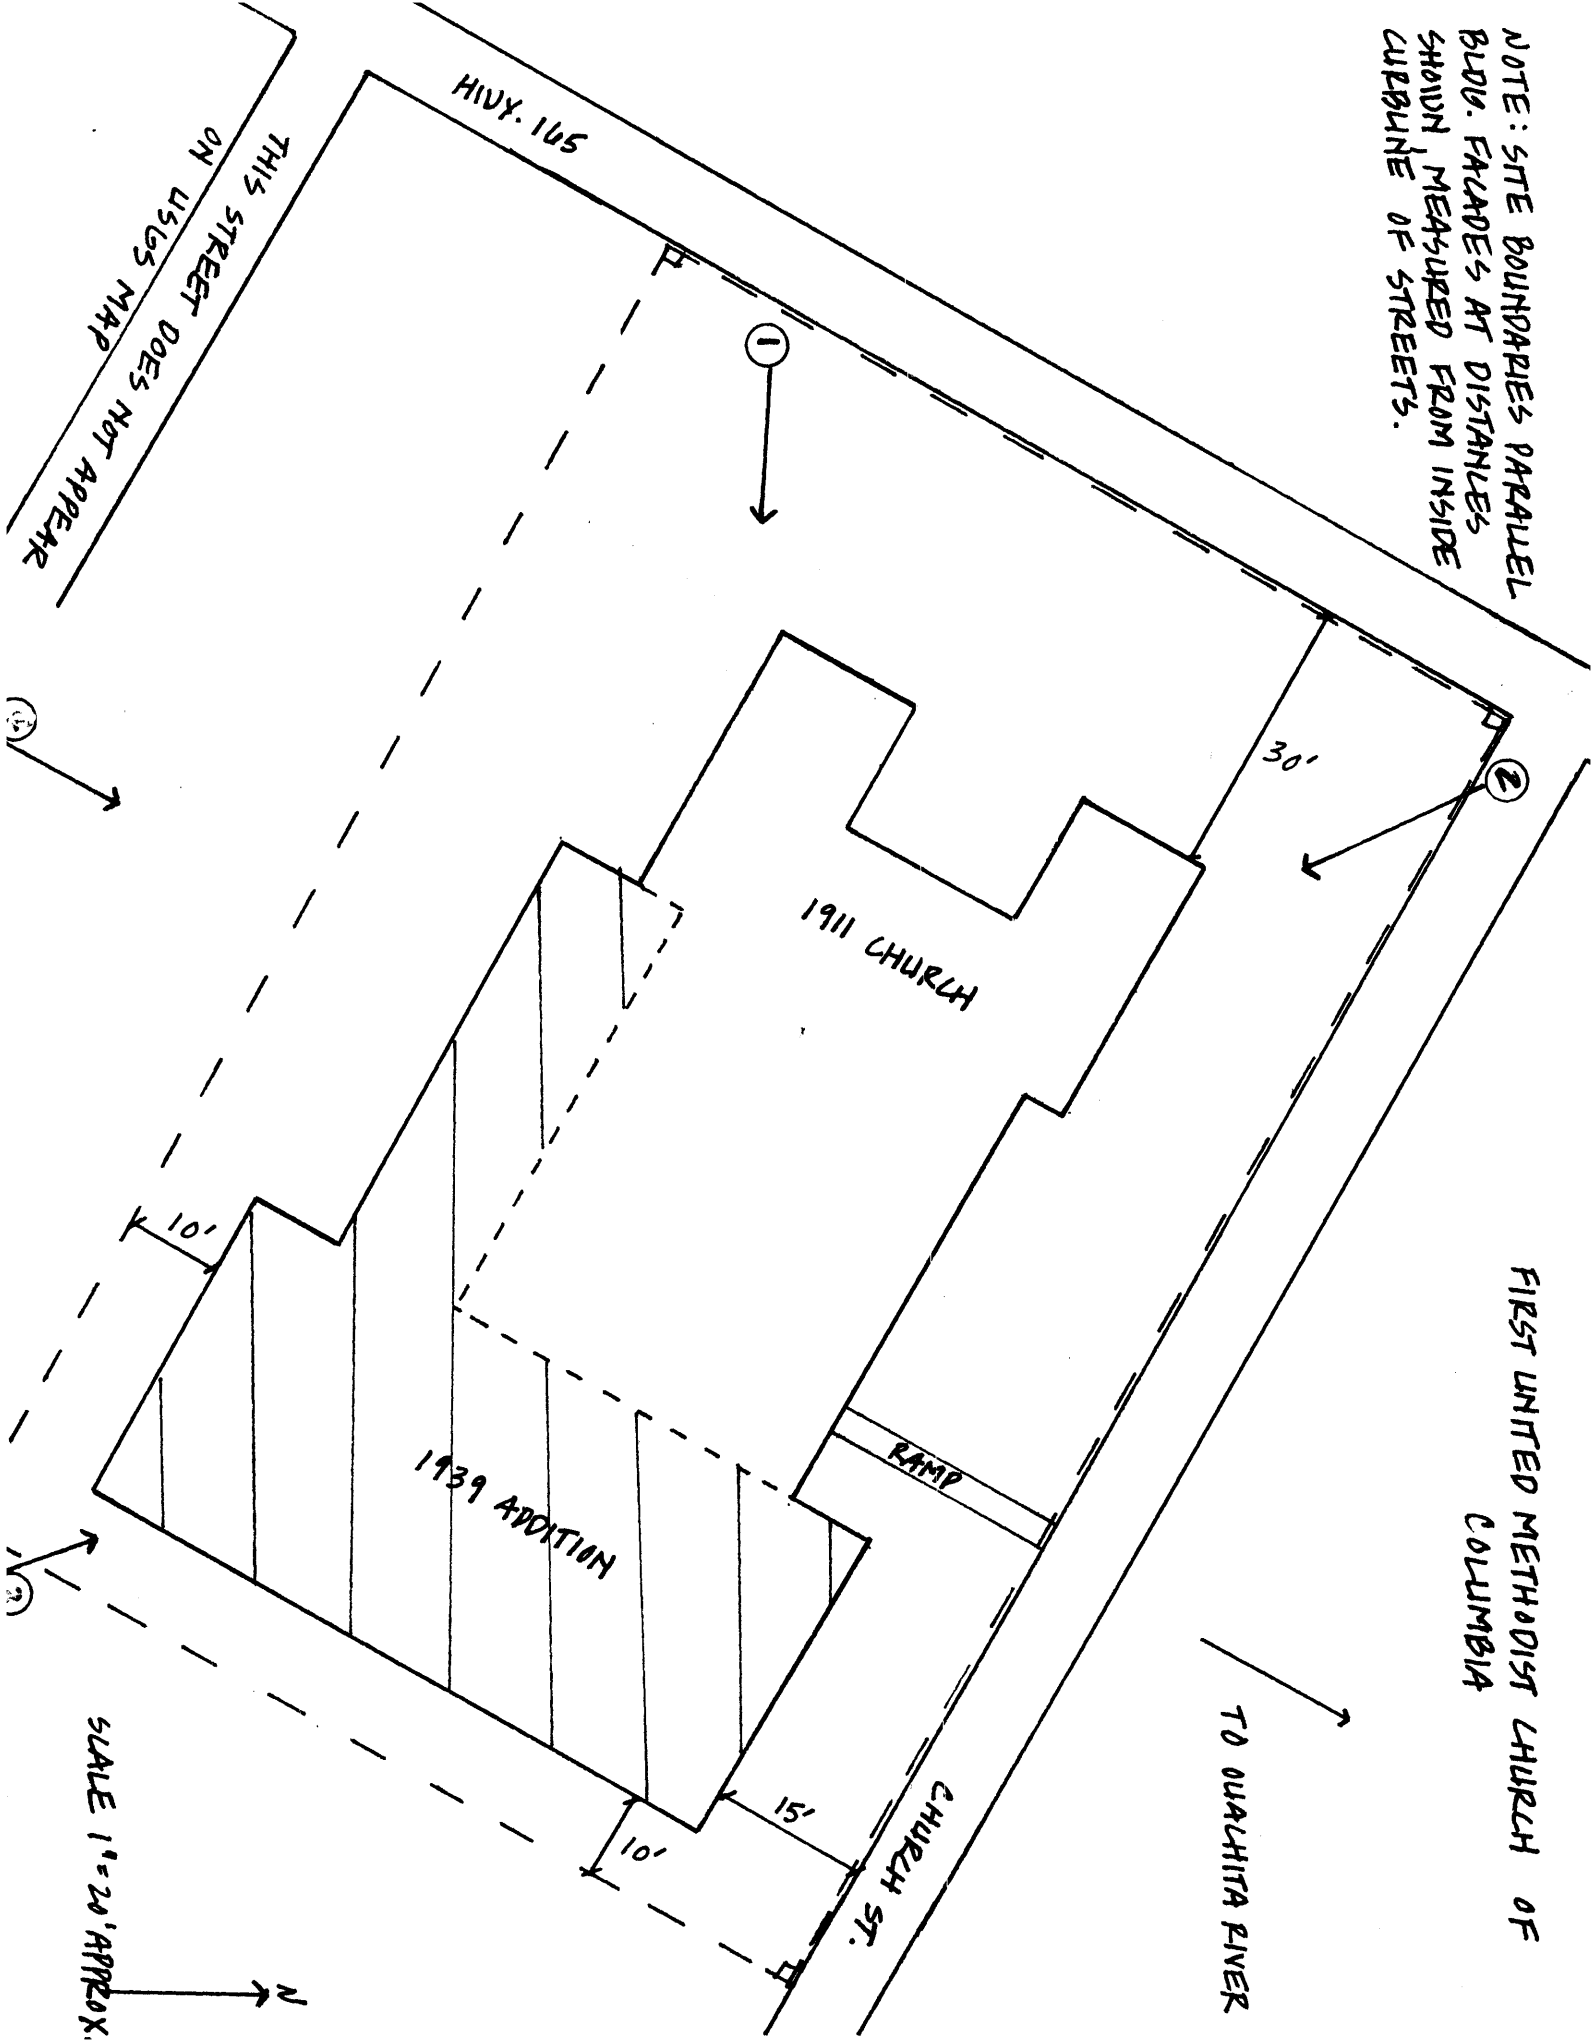 NOTE: SITE BOUNDARIES PARALLEL
BLDG. FACADES AT DISTANCES
SHOWN, MEASURED FROM INSIDE
CURBLINE OF STREETS.
FIRST UNITED METHODIST CHURCH OF
COLUMBIA
TO OUACHITA RIVER
HWY. 165
THIS STREET DOES NOT APPEAR
ON USGS MAP
1
2
30'
1911 CHURCH
RAMP
10'
1939 ADDITION
15'
10'
CHURCH ST.
3
SCALE 1"=20' APPROX.
N